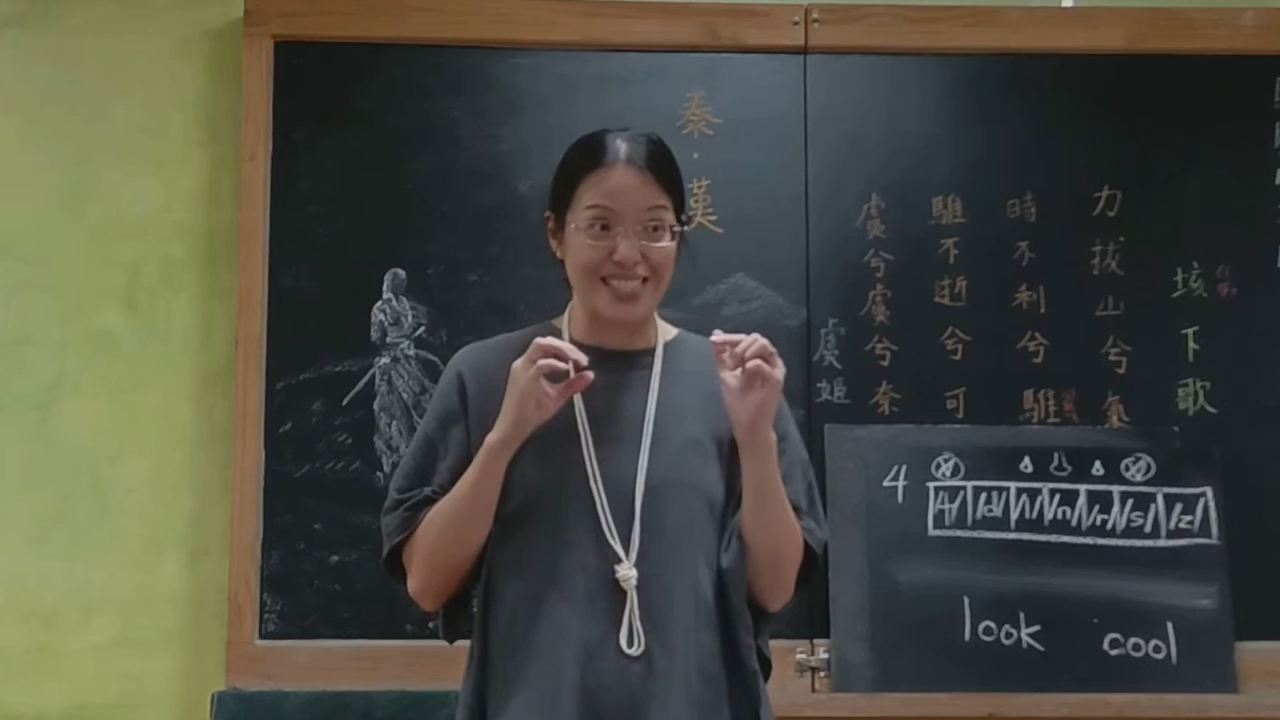 秦·漢
垓下歌
力拔山兮氣
時不利兮騅
騅不逝兮可
虞兮虞兮奈
虞姬
4
/t/ /d/ /l/ /n/ /r/ /s/ /z/
look cool